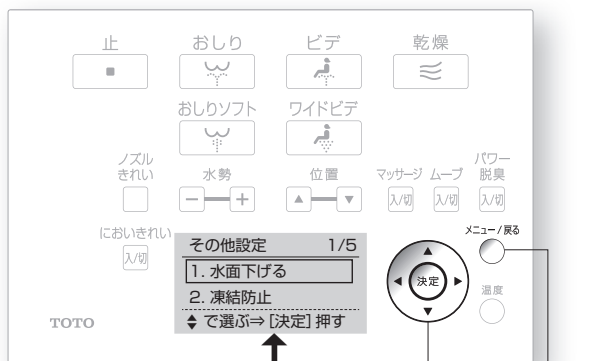 止 おしり ビデ 乾燥
おしりソフト ワイドビデ
ノズル
きれい
水勢
位置
マッサージ ムーブ
パワー
脱臭
− +
▲ ▼
入/切 入/切 入/切
においきれい
入/切
その他設定 1/5
1. 水面下げる
2. 凍結防止
で選ぶ⇒ [決定] 押す
決定
メニュー/戻る
温度
TOTO